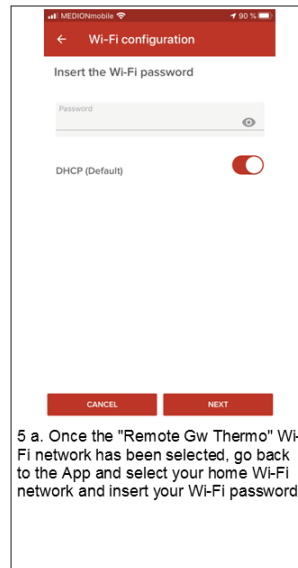 MEDIONmobile
90 %
Wi-Fi configuration
Insert the Wi-Fi password
Password
DHCP (Default)
CANCEL
NEXT
5 a. Once the "Remote Gw Thermo" Wi-
Fi network has been selected, go back
to the App and select your home Wi-Fi
network and insert your Wi-Fi password